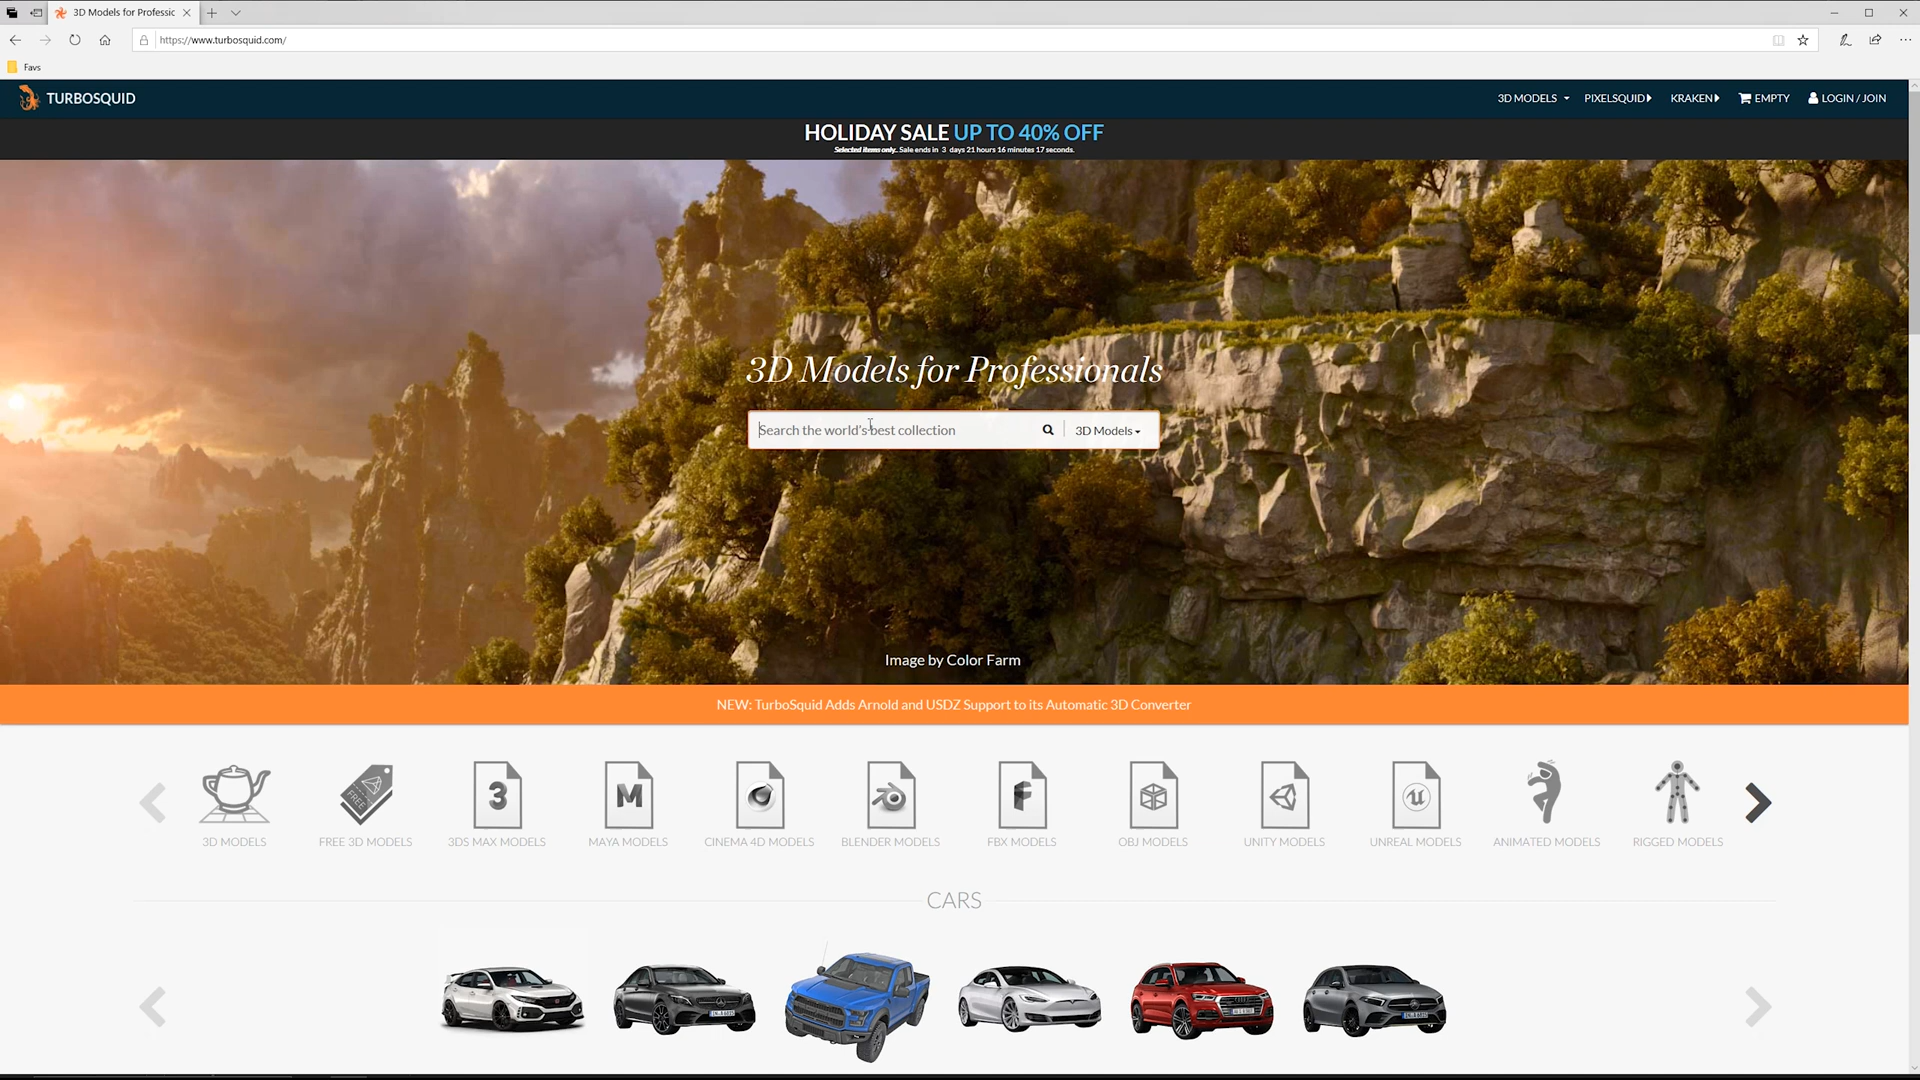 3D Models for Professic
https://www.turbosquid.com/
Favs
TURBOSQUID
3D MODELS
PIXELSQUID
KRAKEN
EMPTY
LOGIN / JOIN
HOLIDAY SALE UP TO 40% OFF
Selected items only. Sale ends in 3 days 21 hours 16 minutes 17 seconds.
3D Models for Professionals
Search the world's best collection
3D Models
Image by Color Farm
NEW: TurboSquid Adds Arnold and USDZ Support to its Automatic 3D Converter
FREE
3
M
F
3D MODELS
FREE 3D MODELS
3DS MAX MODELS
MAYA MODELS
CINEMA 4D MODELS
BLENDER MODELS
FBX MODELS
OBJ MODELS
UNITY MODELS
UNREAL MODELS
ANIMATED MODELS
RIGGED MODELS
CARS